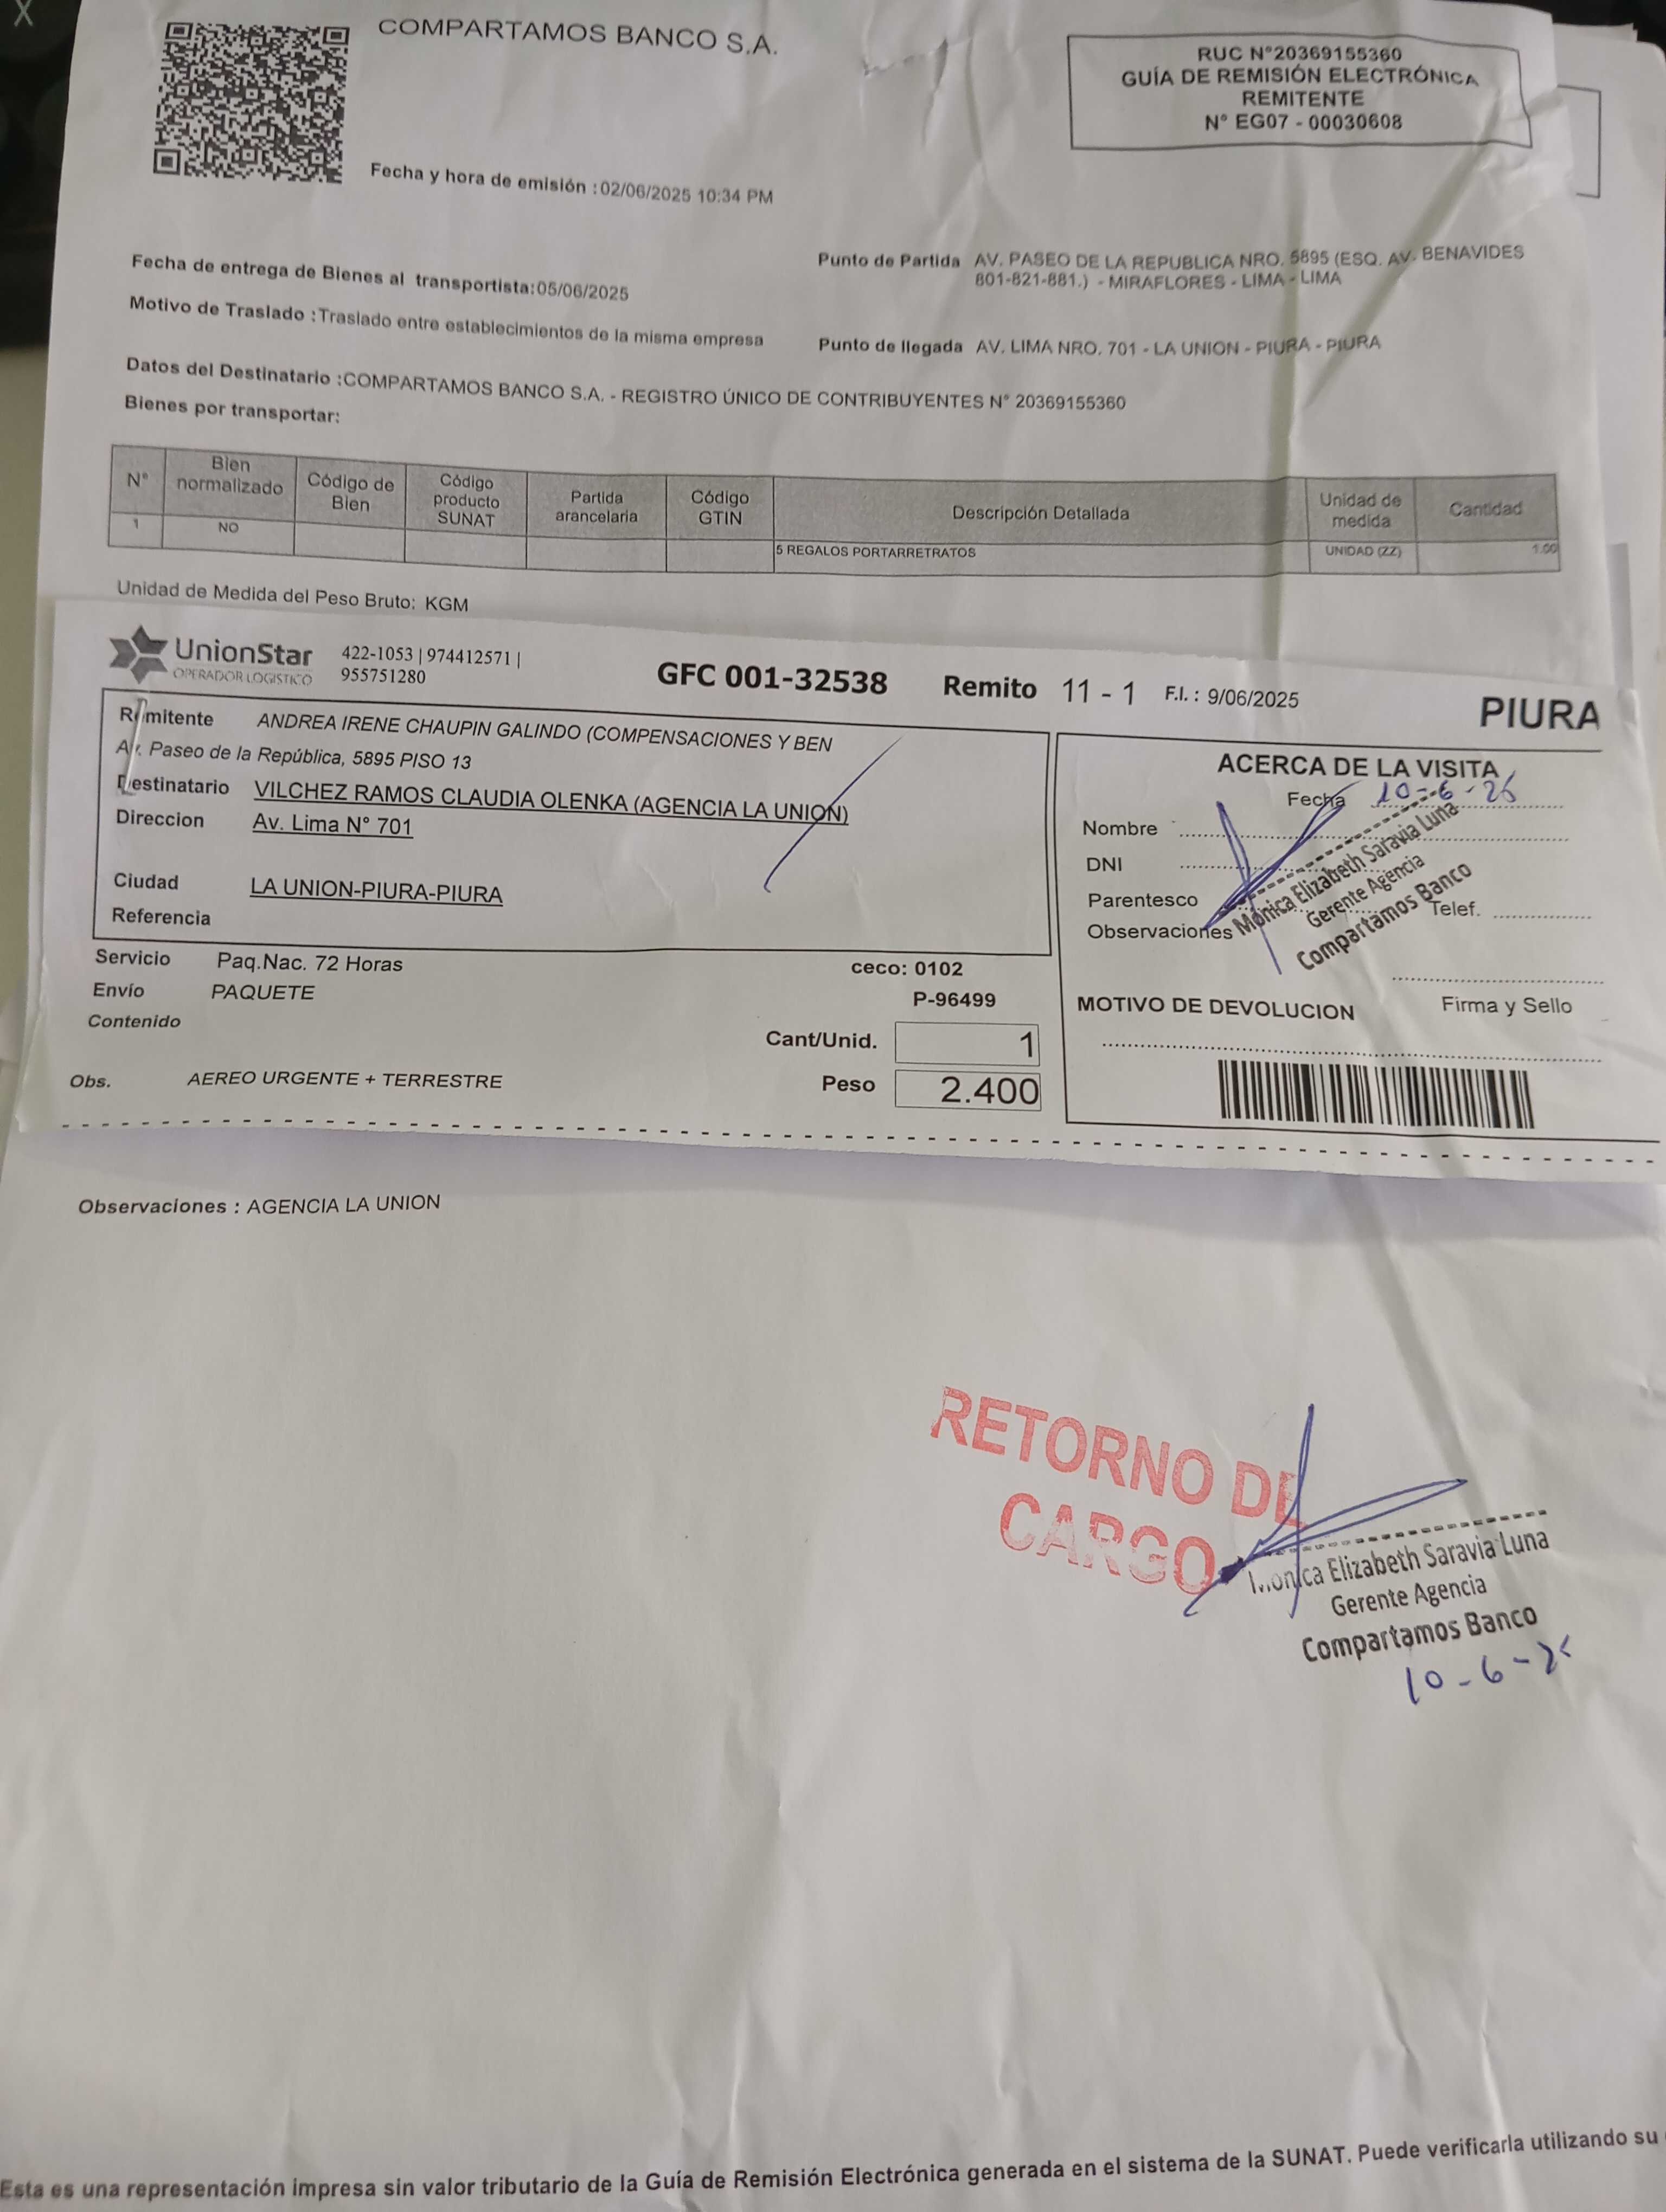 COMPARTAMOS BANCO S.A.
RUC N°20369155360
GUÍA DE REMISIÓN ELECTRÓNICA
REMITENTE
N° EG07 - 00030608
Fecha y hora de emisión : 02/06/2025 10:34 PM
Fecha de entrega de Bienes al transportista: 05/06/2025
Motivo de Traslado : Traslado entre establecimientos de la misma empresa
Punto de Partida AV. PASEO DE LA REPUBLICA NRO. 5895 (ESQ. AV. BENAVIDES
801-821-881.) - MIRAFLORES - LIMA - LIMA
Punto de llegada AV. LIMA NRO. 701 - LA UNION - PIURA - PIURA
Datos del Destinatario : COMPARTAMOS BANCO S.A. - REGISTRO ÚNICO DE CONTRIBUYENTES N° 20369155360
Bienes por transportar:
N° Bien normalizado Código de Bien Código producto SUNAT Partida arancelaria Código GTIN Descripción Detallada Unidad de medida Cantidad
1 NO 5 REGALOS PORTARRETRATOS UNIDAD (ZZ) 1.00
Unidad de Medida del Peso Bruto: KGM
UnionStar
OPERADOR LOGISTICO
422-1053 | 974412571 |
955751280
GFC 001-32538 Remito 11 - 1 F.I. : 9/06/2025 PIURA
Remitente ANDREA IRENE CHAUPIN GALINDO (COMPENSACIONES Y BEN
Av. Paseo de la República, 5895 PISO 13
Destinatario VILCHEZ RAMOS CLAUDIA OLENKA (AGENCIA LA UNION)
Direccion Av. Lima N° 701
Ciudad LA UNION-PIURA-PIURA
Referencia
Servicio Paq.Nac. 72 Horas
Envío PAQUETE
Contenido
Obs. AEREO URGENTE + TERRESTRE
ceco: 0102
P-96499
Cant/Unid. 1
Peso 2.400
ACERCA DE LA VISITA
Fecha 10-6-25
Nombre
DNI
Parentesco
Observaciones
Telef.
Mónica Elizabeth Saravia Luna
Gerente Agencia
Compartamos Banco
MOTIVO DE DEVOLUCION
Firma y Sello
Observaciones : AGENCIA LA UNION
RETORNO DE
CARGO
Mónica Elizabeth Saravia Luna
Gerente Agencia
Compartamos Banco
10-6-25
Esta es una representación impresa sin valor tributario de la Guía de Remisión Electrónica generada en el sistema de la SUNAT. Puede verificarla utilizando su